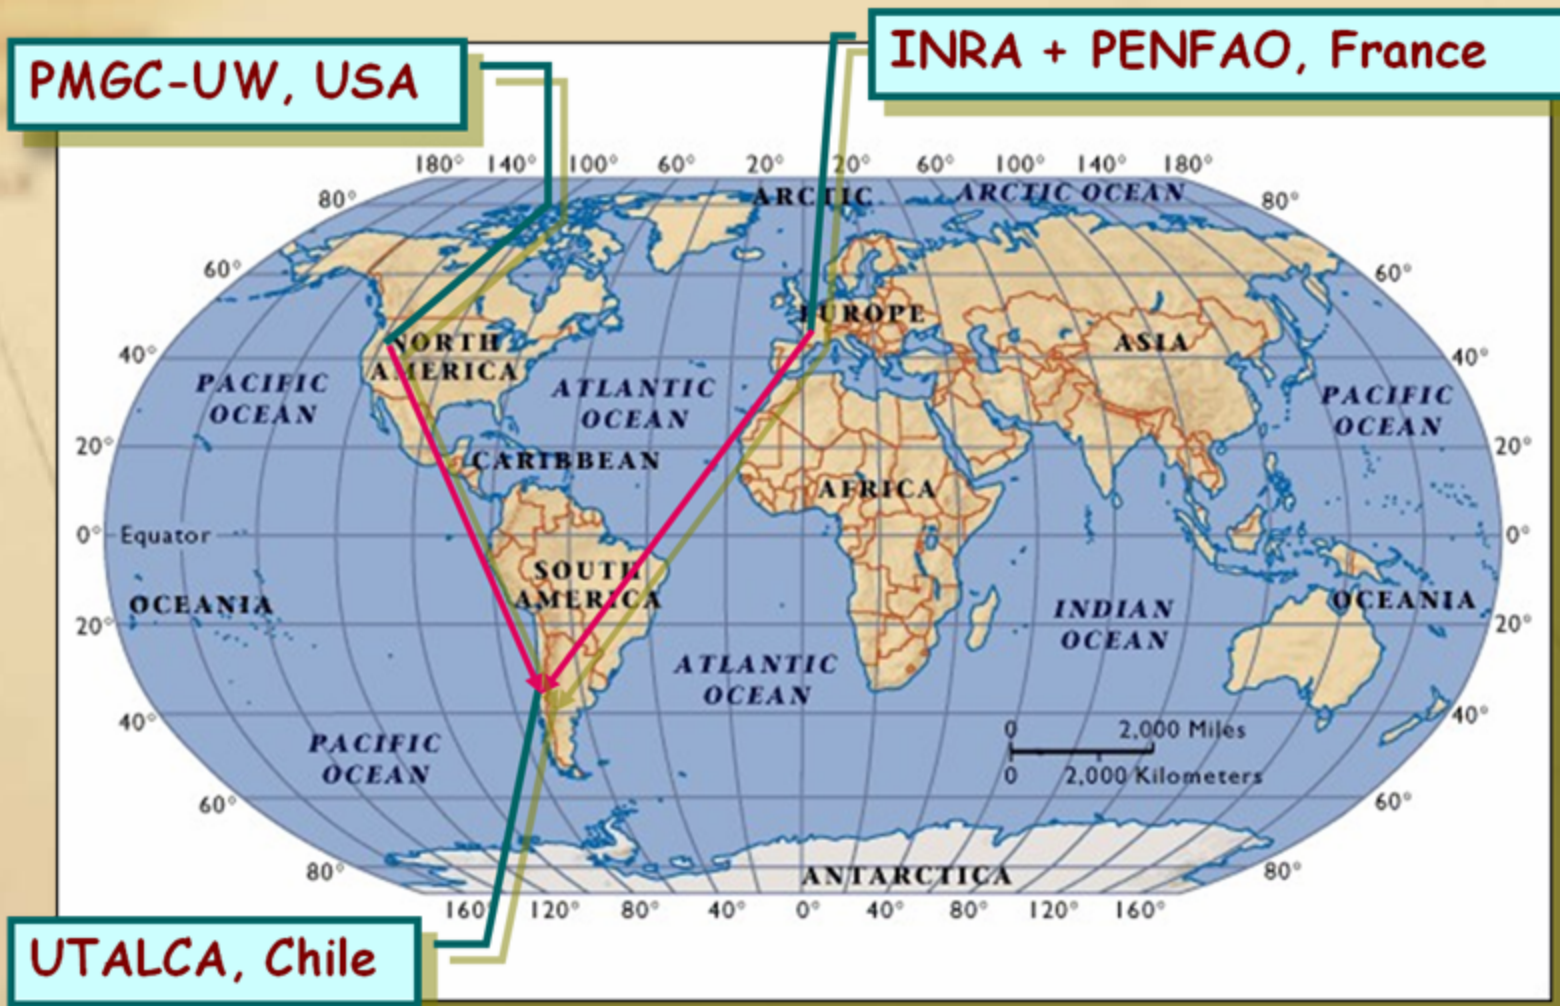 PMGC-UW, USA
INRA + PENFAO, France
180° 140° 100° 60° 20° 20° 60° 100° 140° 180°
ARCTIC
ARCTIC OCEAN
80°
80°
60°
60°
EUROPE
NORTH
AMERICA
ASIA
40°
40°
PACIFIC
OCEAN
ATLANTIC
OCEAN
PACIFIC
OCEAN
20°
20°
CARIBBEAN
AFRICA
0°
Equator
0°
SOUTH
AMERICA
OCEANIA
INDIAN
OCEAN
OCEANIA
20°
20°
ATLANTIC
OCEAN
40°
40°
PACIFIC
OCEAN
0 2,000 Miles
0 2,000 Kilometers
60°
60°
80°
80°
ANTARCTICA
160° 120° 80° 40° 0° 40° 80° 120° 160°
UTALCA, Chile